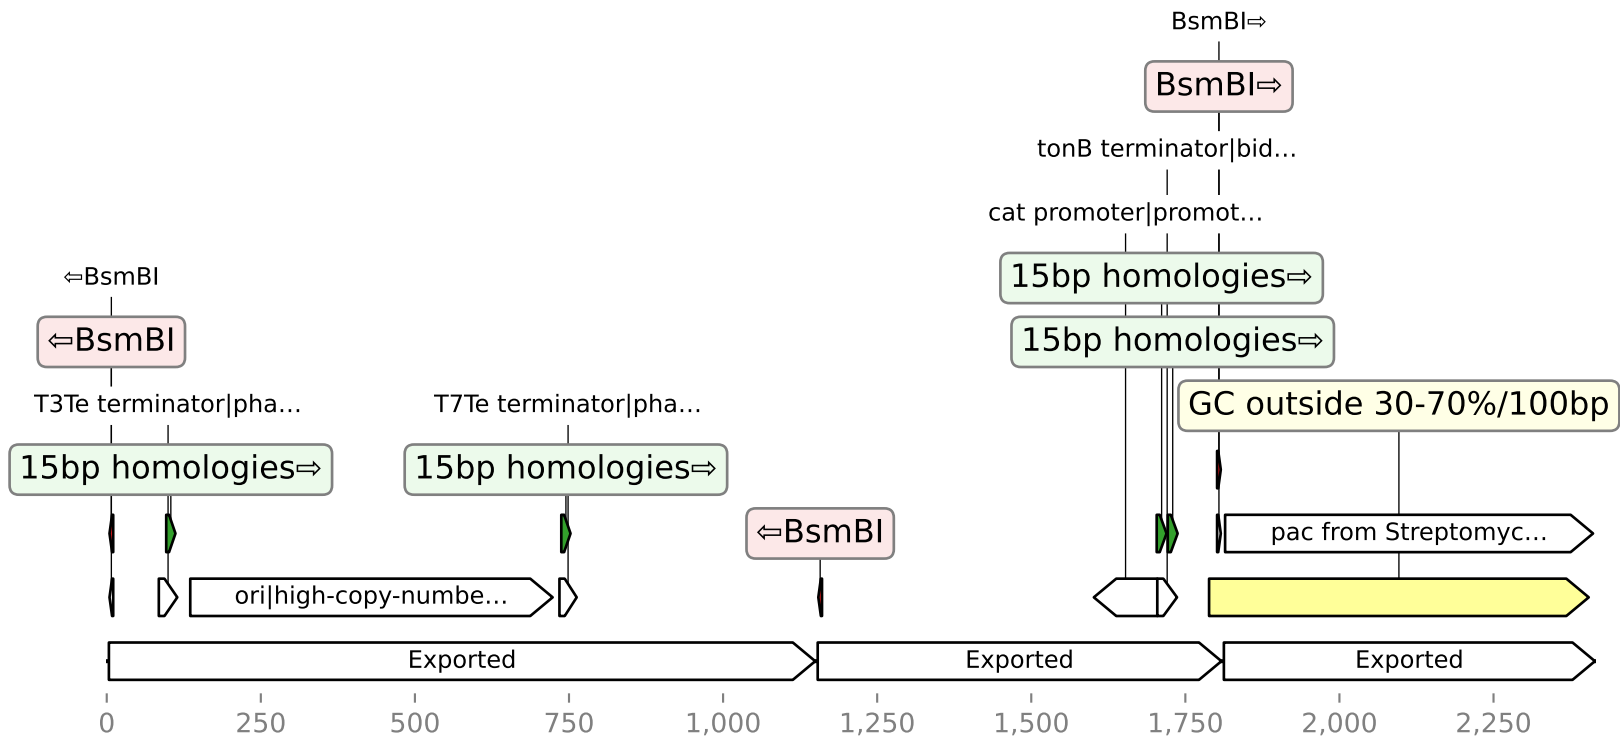 BsmBI⇨
BsmBI⇨
tonB terminator|bid…
cat promoter|promot…
⇦BsmBI
15bp homologies⇨
⇦BsmBI
15bp homologies⇨
T3Te terminator|pha…
T7Te terminator|pha…
GC outside 30-70%/100bp
15bp homologies⇨
15bp homologies⇨
⇦BsmBI
pac from Streptomyc…
ori|high-copy-numbe…
Exported
Exported
Exported
0
250
500
750
1,000
1,250
1,500
1,750
2,000
2,250